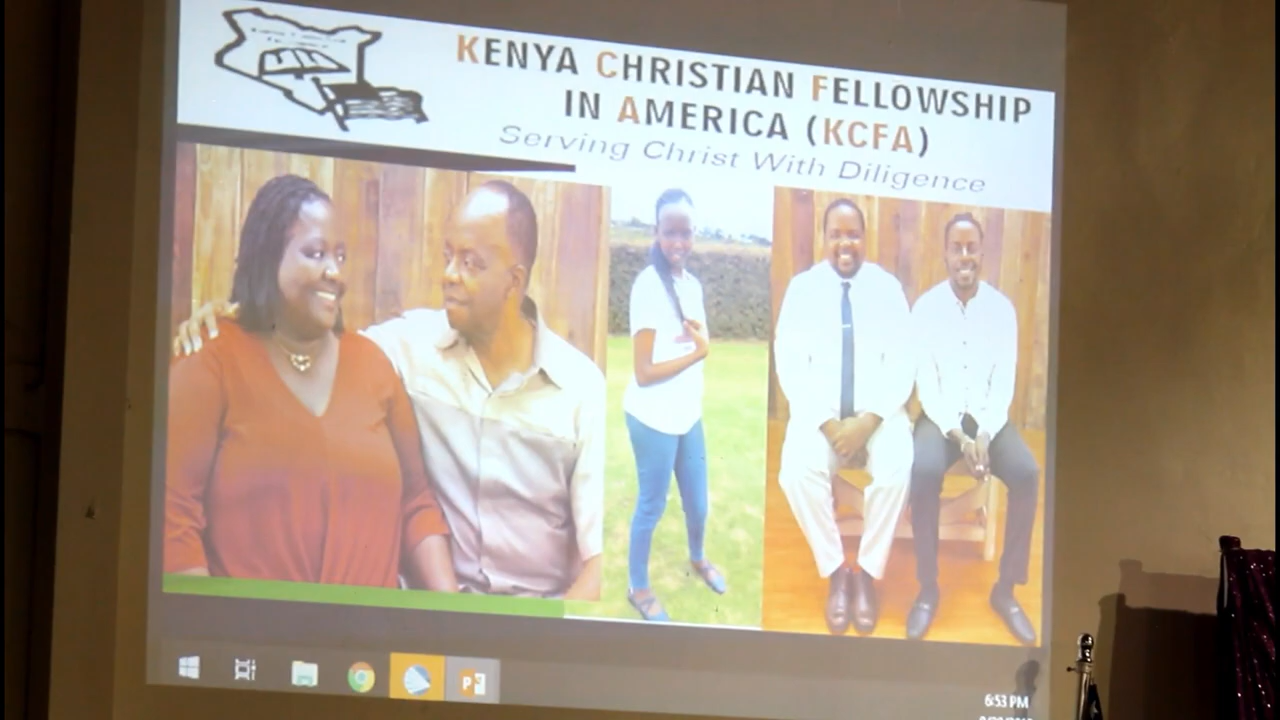 KENYA CHRISTIAN FELLOWSHIP
IN AMERICA (KCFA)
Serving Christ With Diligence
6:53 PM